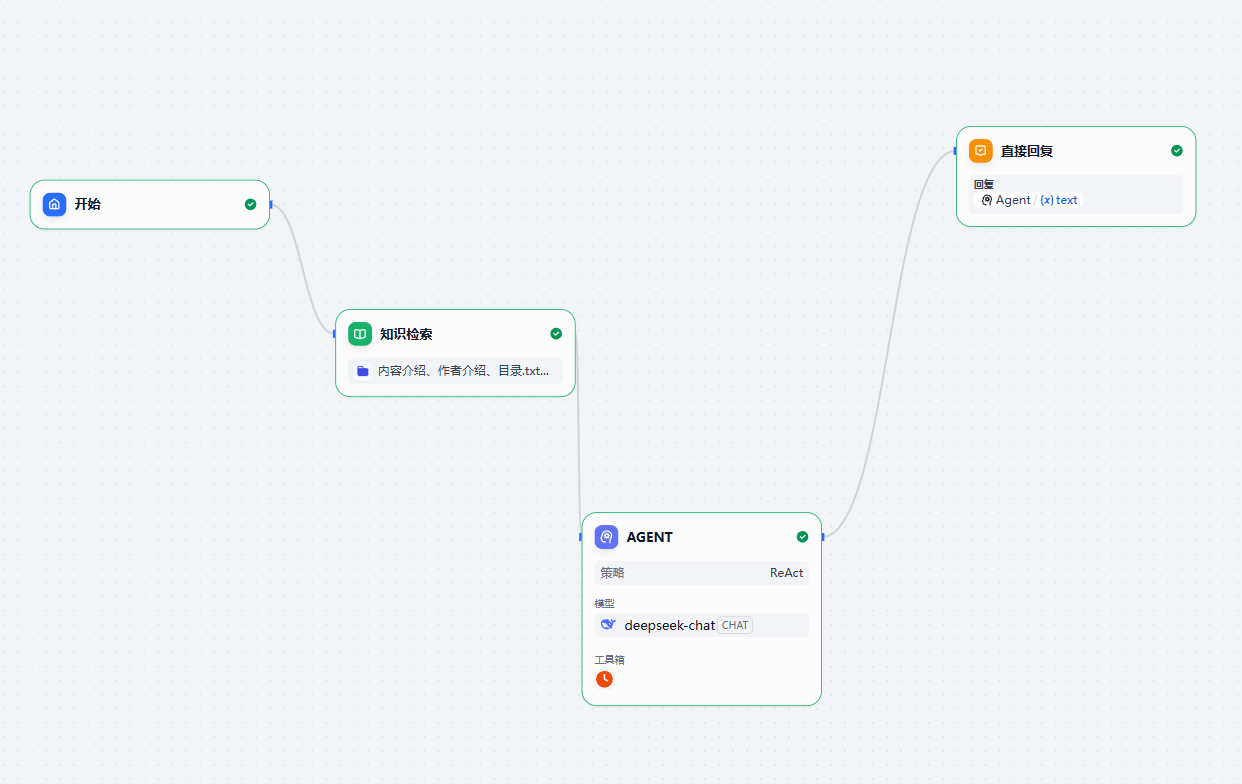 开始
知识检索
内容介绍、作者介绍、目录.txt...
AGENT
策略 ReAct
模型
deepseek-chat CHAT
工具箱
直接回复
回复
Agent / {x} text